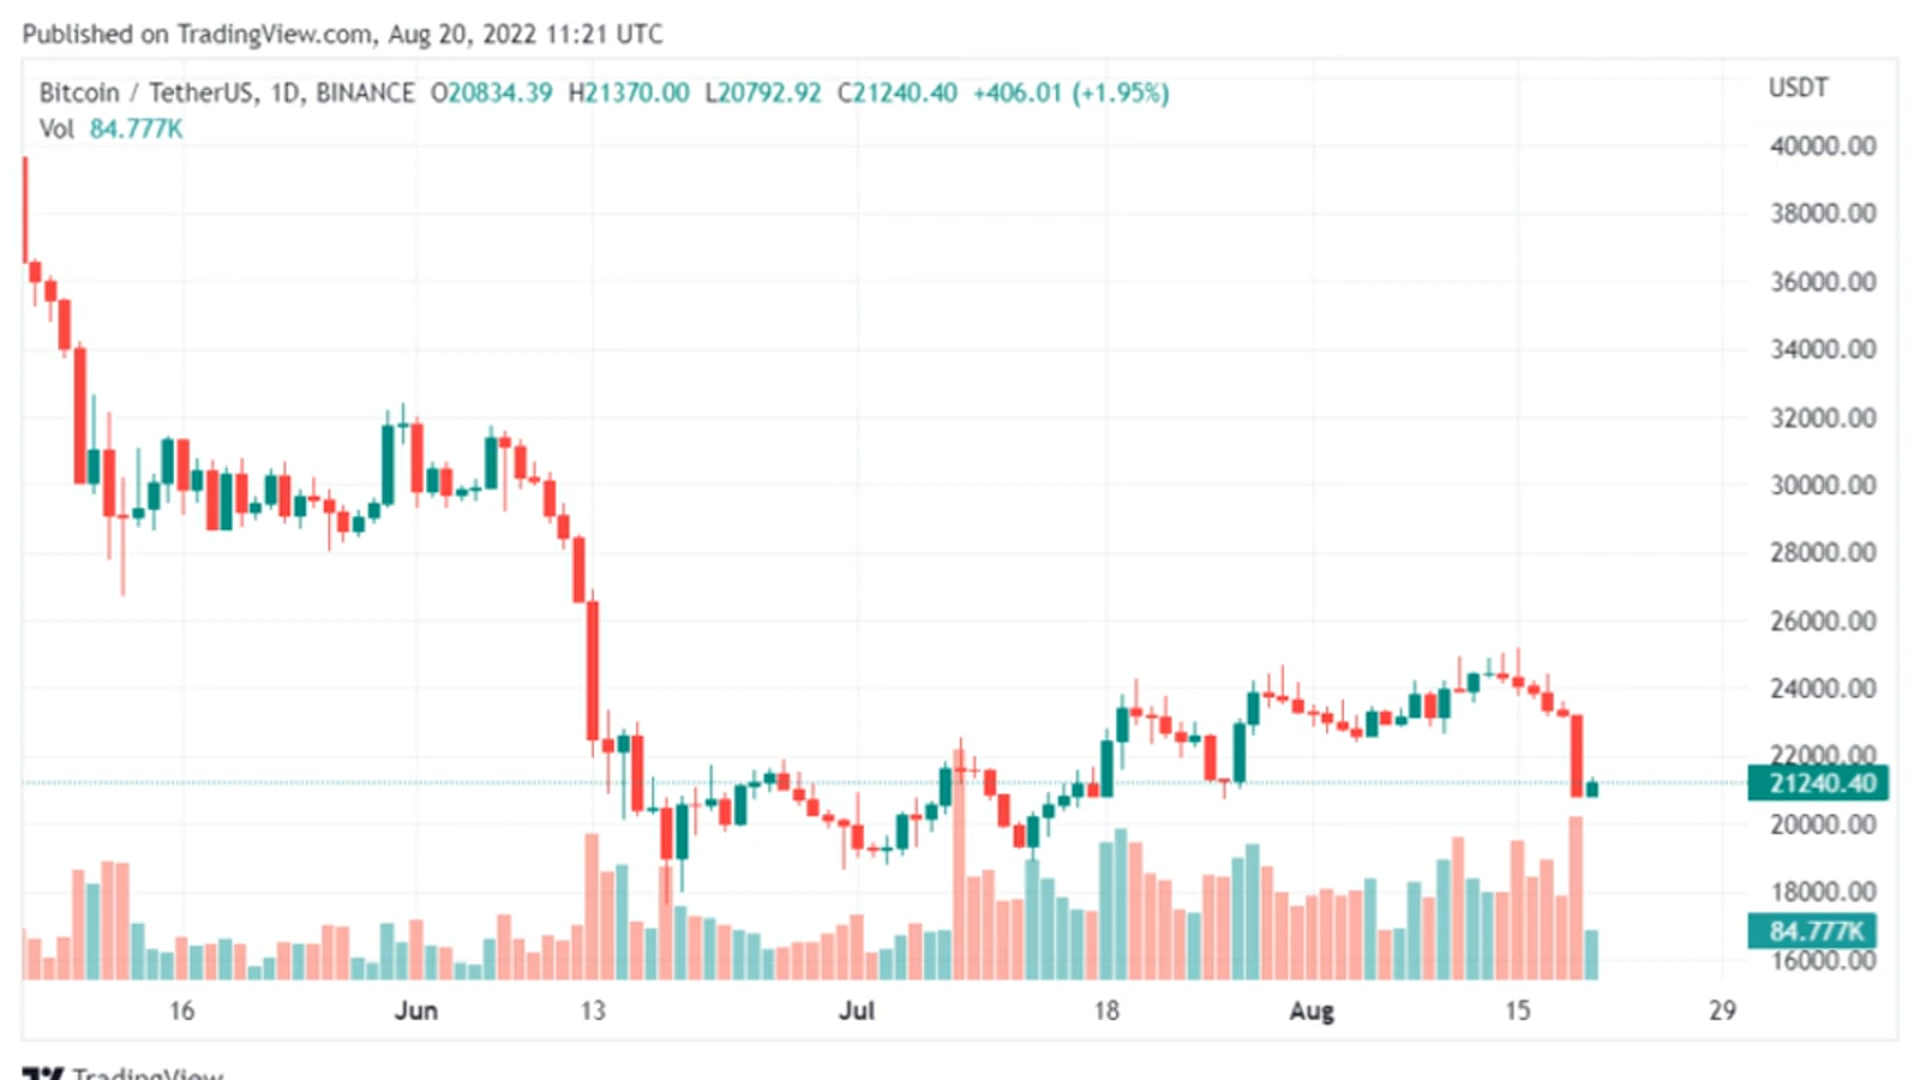 Published on TradingView.com, Aug 20, 2022 11:21 UTC
Bitcoin / TetherUS, 1D, BINANCE O20834.39 H21370.00 L20792.92 C21240.40 +406.01 (+1.95%)
Vol 84.777K
USDT
40000.00
38000.00
36000.00
34000.00
32000.00
30000.00
28000.00
26000.00
24000.00
22000.00
21240.40
20000.00
18000.00
84.777K
16000.00
16 Jun 13 Jul 18 Aug 15 29
TradingView